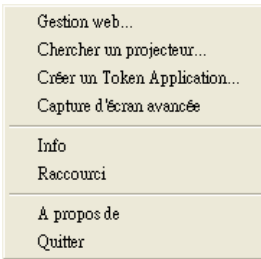 Gestion web...
Chercher un projecteur...
Créer un Token Application...
Capture d'écran avancée
Info
Raccourci
A propos de
Quitter